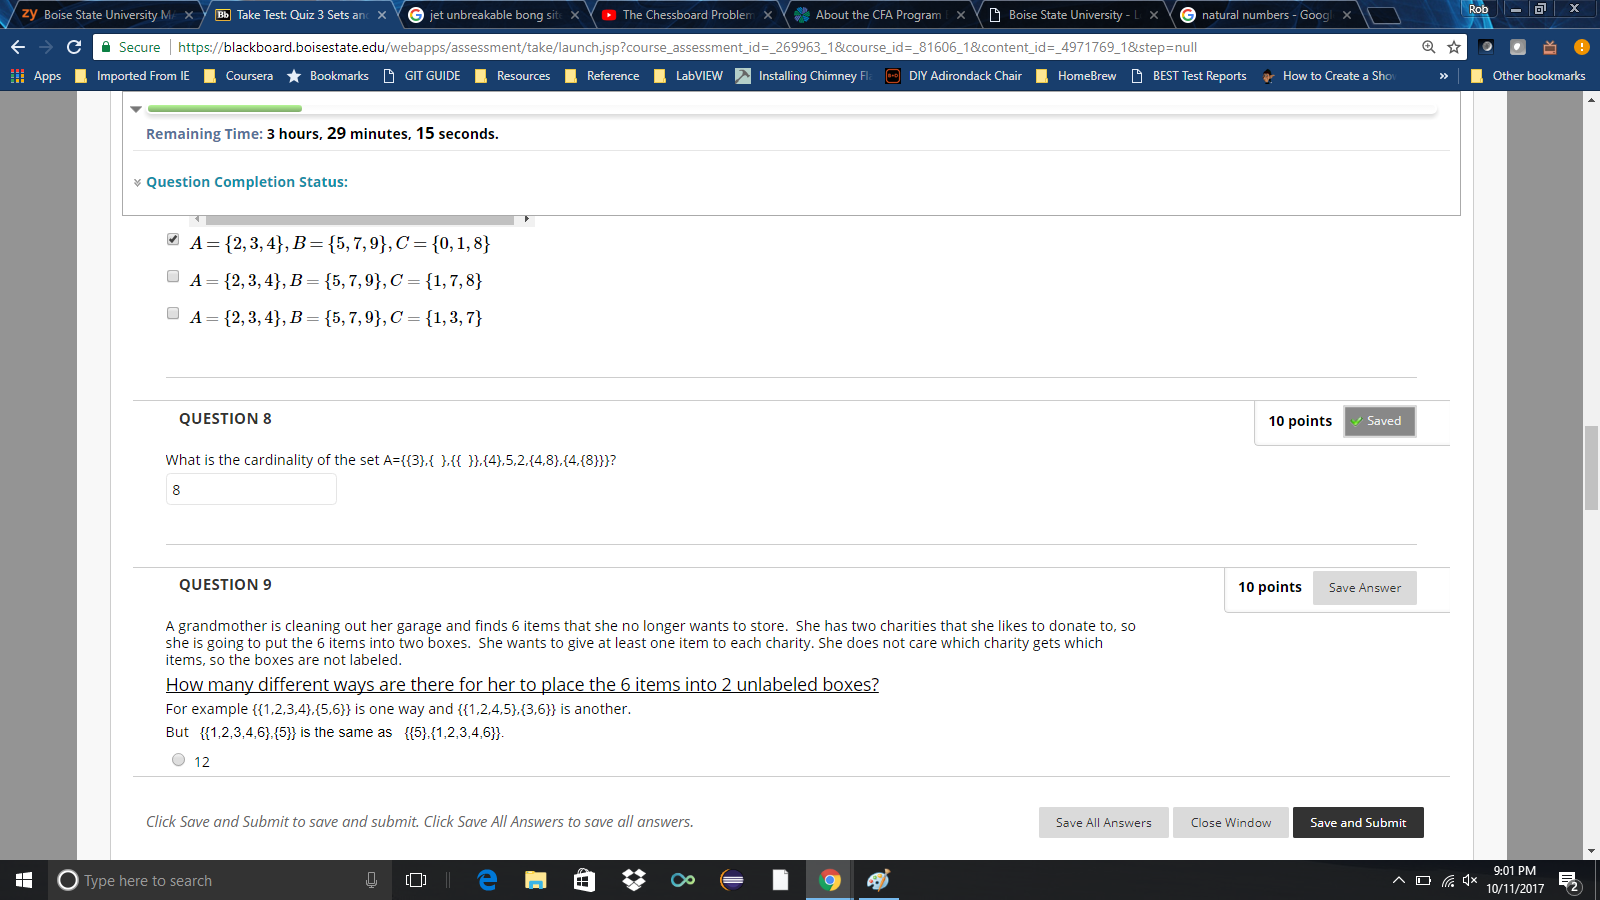 Rob
zy Boise State University MA
Bb Take Test: Quiz 3 Sets an
jet unbreakable bong sit
The Chessboard Problem
About the CFA Program
Boise State University - L
natural numbers - Googl
Secure https://blackboard.boisestate.edu/webapps/assessment/take/launch.jsp?course_assessment_id=_269963_1&course_id=_81606_1&content_id=_4971769_1&step=null
Apps Imported From IE Coursera Bookmarks GIT GUIDE Resources Reference LabVIEW Installing Chimney Fl DIY Adirondack Chair HomeBrew BEST Test Reports How to Create a Sho » Other bookmarks
Remaining Time: 3 hours, 29 minutes, 15 seconds.
Question Completion Status:
A = {2, 3, 4}, B = {5, 7, 9}, C = {0, 1, 8}
A = {2, 3, 4}, B = {5, 7, 9}, C = {1, 7, 8}
A = {2, 3, 4}, B = {5, 7, 9}, C = {1, 3, 7}
QUESTION 8
10 points Saved
What is the cardinality of the set A={{3},{ },{{ }},{4},5,2,{4,8},{4,{8}}}?
8
QUESTION 9
10 points Save Answer
A grandmother is cleaning out her garage and finds 6 items that she no longer wants to store. She has two charities that she likes to donate to, so
she is going to put the 6 items into two boxes. She wants to give at least one item to each charity. She does not care which charity gets which
items, so the boxes are not labeled.
How many different ways are there for her to place the 6 items into 2 unlabeled boxes?
For example {{1,2,3,4},{5,6}} is one way and {{1,2,4,5},{3,6}} is another.
But {{1,2,3,4,6},{5}} is the same as {{5},{1,2,3,4,6}}.
12
Click Save and Submit to save and submit. Click Save All Answers to save all answers.
Save All Answers Close Window Save and Submit
Type here to search
9:01 PM
10/11/2017
2